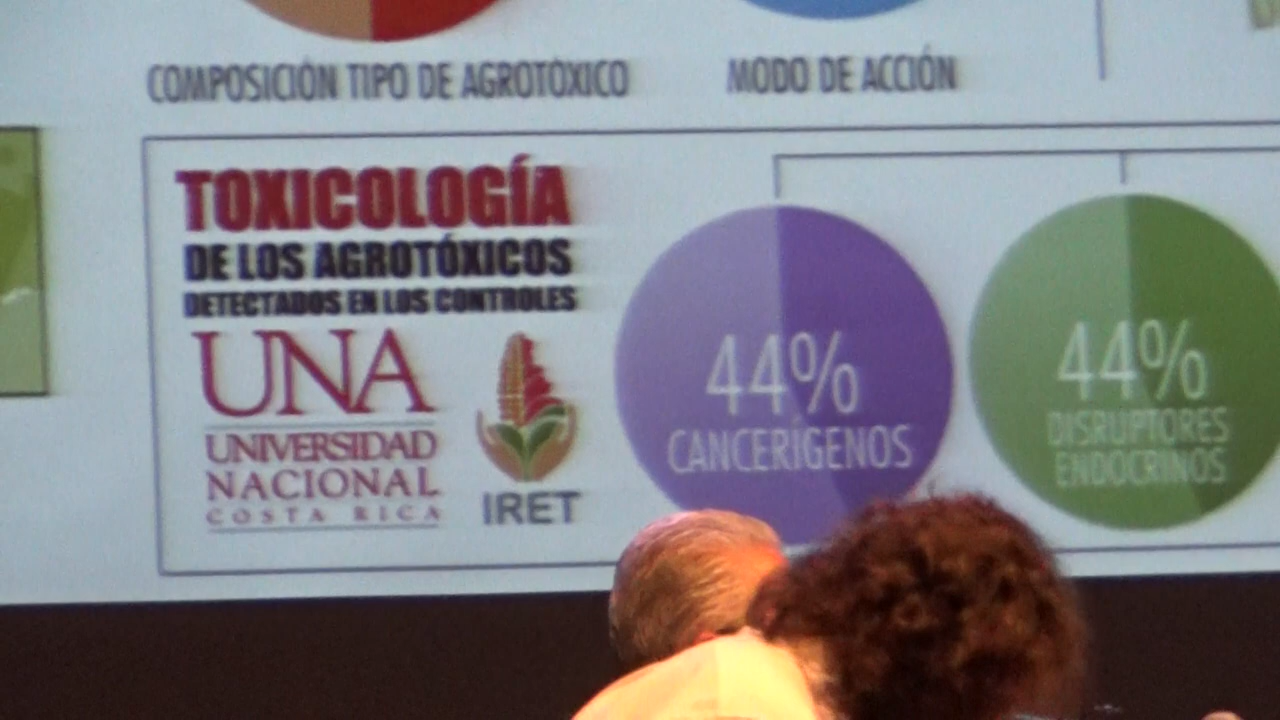 COMPOSICIÓN TIPO DE AGROTÓXICO
MODO DE ACCIÓN
TOXICOLOGÍA
DE LOS AGROTÓXICOS
DETECTADOS EN LOS CONTROLES
UNA
UNIVERSIDAD
NACIONAL
COSTA RICA
IRET
44%
CANCERÍGENOS
44%
DISRUPTORES
ENDOCRINOS